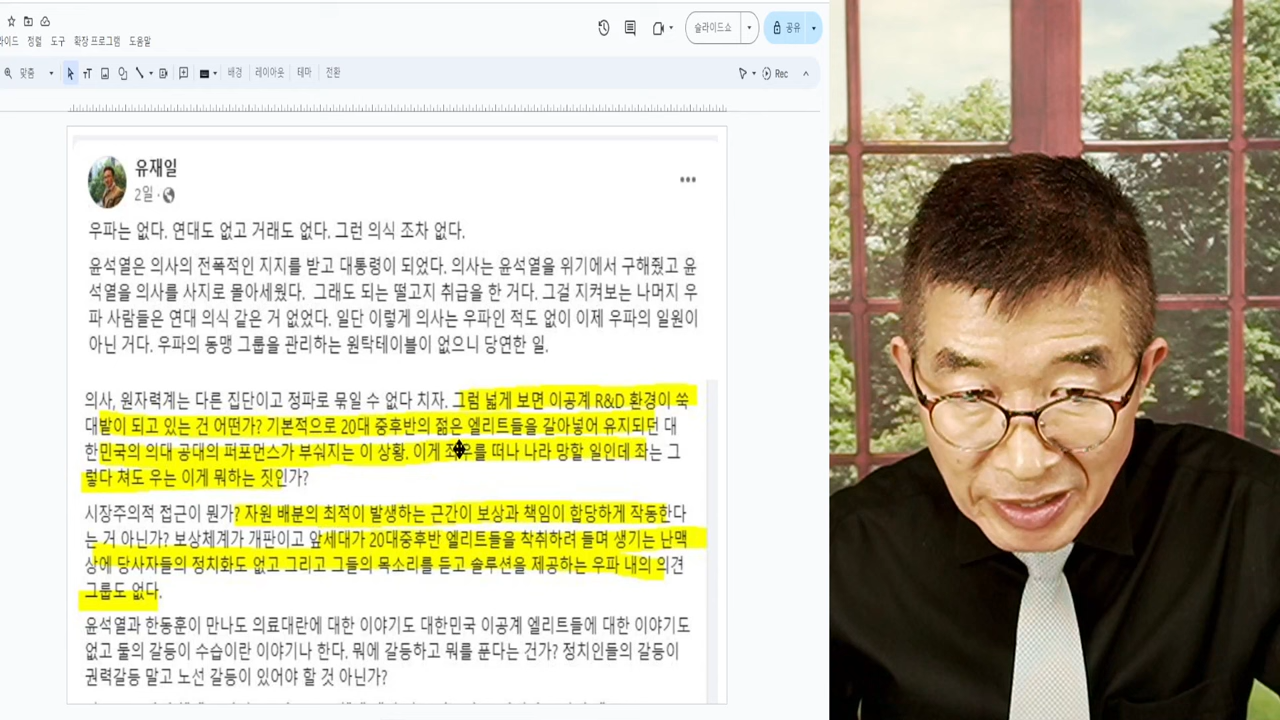 라이드 정렬 도구 확장 프로그램 도움말
슬라이드쇼
공유
맞춤
배경 레이아웃 테마 전환
Rec
유재일
2일 ·
우파는 없다. 연대도 없고 거래도 없다. 그런 의식 조차 없다.
윤석열은 의사의 전폭적인 지지를 받고 대통령이 되었다. 의사는 윤석열을 위기에서 구해줬고 윤
석열을 의사를 사지로 몰아세웠다. 그래도 되는 떨고지 취급을 한 거다. 그걸 지켜보는 나머지 우
파 사람들은 연대 의식 같은 거 없었다. 일단 이렇게 의사는 우파인 적도 없이 이제 우파의 일원이
아닌 거다. 우파의 동맹 그룹을 관리하는 원탁테이블이 없으니 당연한 일.
의사, 원자력계는 다른 집단이고 정파로 묶일 수 없다 치자. 그럼 넓게 보면 이공계 R&D 환경이 쑥
대밭이 되고 있는 건 어떤가? 기본적으로 20대 중후반의 젊은 엘리트들을 갈아넣어 유지되던 대
한민국의 의대 공대의 퍼포먼스가 부숴지는 이 상황. 이게 좌우를 떠나 나라 망할 일인데 좌는 그
렇다 쳐도 우는 이게 뭐하는 짓인가?
시장주의적 접근이 뭔가? 자원 배분의 최적이 발생하는 근간이 보상과 책임이 합당하게 작동한다
는 거 아닌가? 보상체계가 개판이고 앞세대가 20대중후반 엘리트들을 착취하려 들며 생기는 난맥
상에 당사자들의 정치화도 없고 그리고 그들의 목소리를 듣고 솔루션을 제공하는 우파 내의 의견
그룹도 없다.
윤석열과 한동훈이 만나도 의료대란에 대한 이야기도 대한민국 이공계 엘리트들에 대한 이야기도
없고 둘의 갈등이 수습이란 이야기나 한다. 뭐에 갈등하고 뭐를 푼다는 건가? 정치인들의 갈등이
권력갈등 말고 노선 갈등이 있어야 할 것 아닌가?